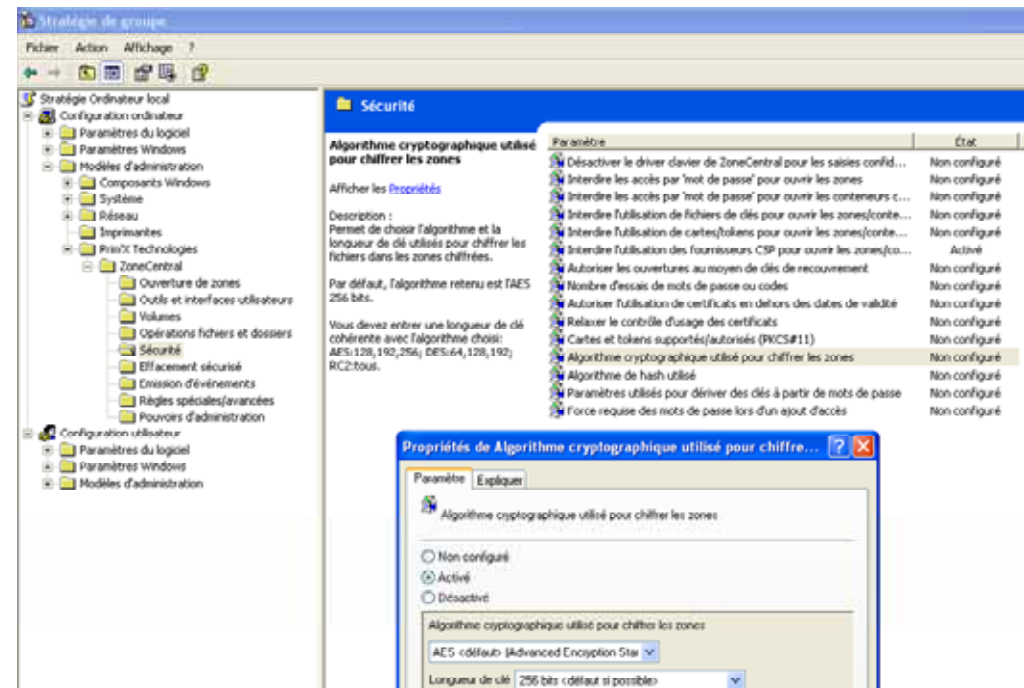 Stratégie de groupe
Fichier Action Affichage ?
Stratégie Ordinateur local
Configuration ordinateur
Paramètres du logiciel
Paramètres Windows
Modèles d'administration
Composants Windows
Système
Réseau
Imprimantes
Prim'X Technologies
ZoneCentral
Ouverture de zones
Outils et interfaces utilisateurs
Volumes
Opérations fichiers et dossiers
Sécurité
Effacement sécurisé
Emission d'événements
Règles spéciales/avancées
Pouvoirs d'administration
Configuration utilisateur
Paramètres du logiciel
Paramètres Windows
Modèles d'administration
Sécurité
Algorithme cryptographique utilisé
pour chiffrer les zones
Afficher les Propriétés
Description :
Permet de choisir l'algorithme et la
longueur de clé utilisés pour chiffrer les
fichiers dans les zones chiffrées.
Par défaut, l'algorithme retenu est l'AES
256 bits.
Vous devez entrer une longueur de clé
cohérente avec l'algorithme choisi:
AES:128,192,256; DES:64,128,192;
RC2:tous.
Paramètre État
Désactiver le driver clavier de ZoneCentral pour les saisies confid... Non configuré
Interdire les accès par 'mot de passe' pour ouvrir les zones Non configuré
Interdire les accès par 'mot de passe' pour ouvrir les conteneurs c... Non configuré
Interdire l'utilisation de fichiers de clés pour ouvrir les zones/conte... Non configuré
Interdire l'utilisation de cartes/tokens pour ouvrir les zones/conte... Non configuré
Interdire l'utilisation des fournisseurs CSP pour ouvrir les zones/co... Activé
Autoriser les ouvertures au moyen de clés de recouvrement Non configuré
Nombre d'essais de mots de passe ou codes Non configuré
Autoriser l'utilisation de certificats en dehors des dates de validité Non configuré
Relaxer le contrôle d'usage des certificats Non configuré
Cartes et tokens supportés/autorisés (PKCS#11) Non configuré
Algorithme cryptographique utilisé pour chiffrer les zones Non configuré
Algorithme de hash utilisé Non configuré
Paramètres utilisés pour dériver des clés à partir de mots de passe Non configuré
Force requise des mots de passe lors d'un ajout d'accès Non configuré
Propriétés de Algorithme cryptographique utilisé pour chiffre...
Paramètre Expliquer
Algorithme cryptographique utilisé pour chiffrer les zones
Non configuré
Activé
Désactivé
Algorithme cryptographique utilisé pour chiffrer les zones
AES <défaut> (Advanced Encryption Star
Longueur de clé 256 bits <défaut si possible>